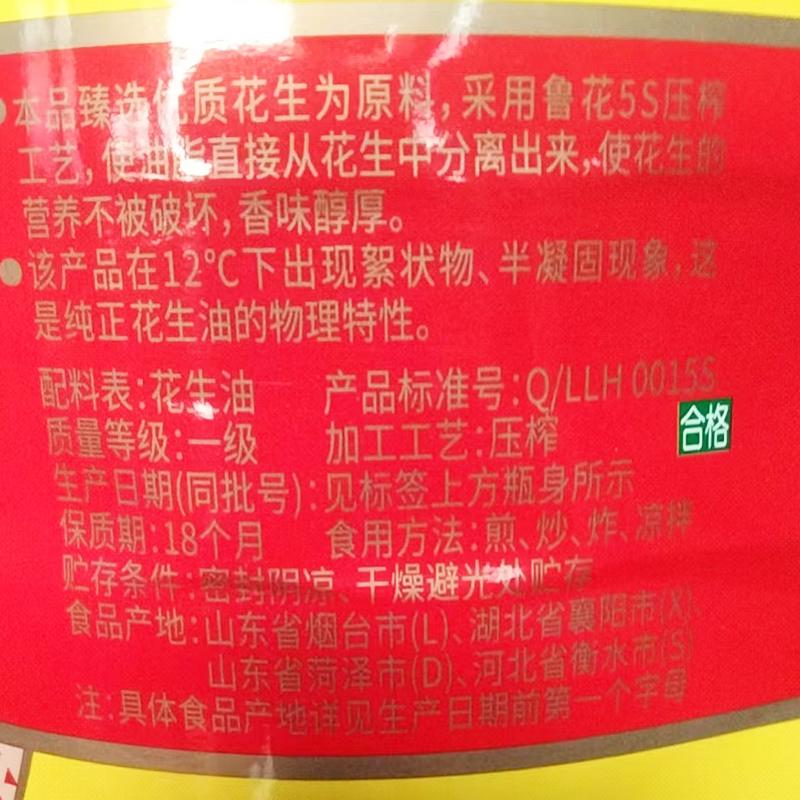 本品臻选优质花生为原料，采用鲁花5S压榨
工艺，使油脂直接从花生中分离出来，使花生的
营养不被破坏，香味醇厚。
该产品在12℃下出现絮状物、半凝固现象，这
是纯正花生油的物理特性。
配料表：花生油 产品标准号：Q/LLH 0015S
质量等级：一级 加工工艺：压榨
合格
生产日期(同批号)：见标签上方瓶身所示
保质期：18个月 食用方法：煎、炒、炸、凉拌
贮存条件：密封阴凉、干燥避光处贮存
食品产地：山东省烟台市(L)、湖北省襄阳市(X)、
山东省菏泽市(D)、河北省衡水市(S)
注：具体食品产地详见生产日期前第一个字母